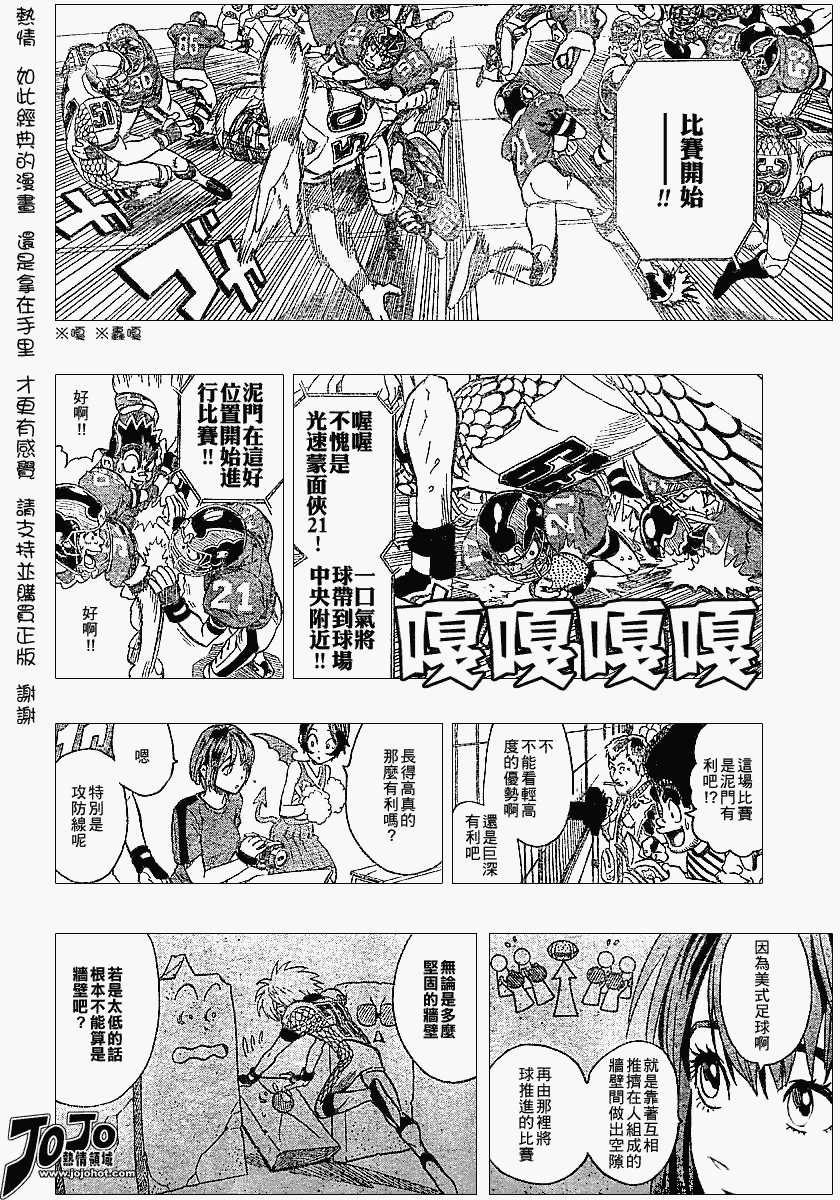 熱情 如此經典的漫畫 還是拿在手里 才更有感覺 請支持並購買正版 謝謝
比賽開始
——!!
※嘎 ※轟嘎
喔喔
不愧是
光速蒙面俠21！
一口氣將
球帶到球場
中央附近!!
嘎嘎嘎嘎
泥門在這好
位置開始進
行比賽!!
好啊!!
好啊!!
21
這場比賽
是泥門有
利吧!?
不
不能看輕高
度的優勢啊
還是巨深
有利吧
長得高真的
那麼有利嗎？
嗯
特別是
攻防線呢
因為美式足球啊
就是靠著互相
推擠在人組成的
牆壁間做出空隙
再由那裡將
球推進的比賽
無論是多麼
堅固的牆壁
若是太低的話
根本不能算是
牆壁吧？
JOJO
熱情領域
www.jojohot.com